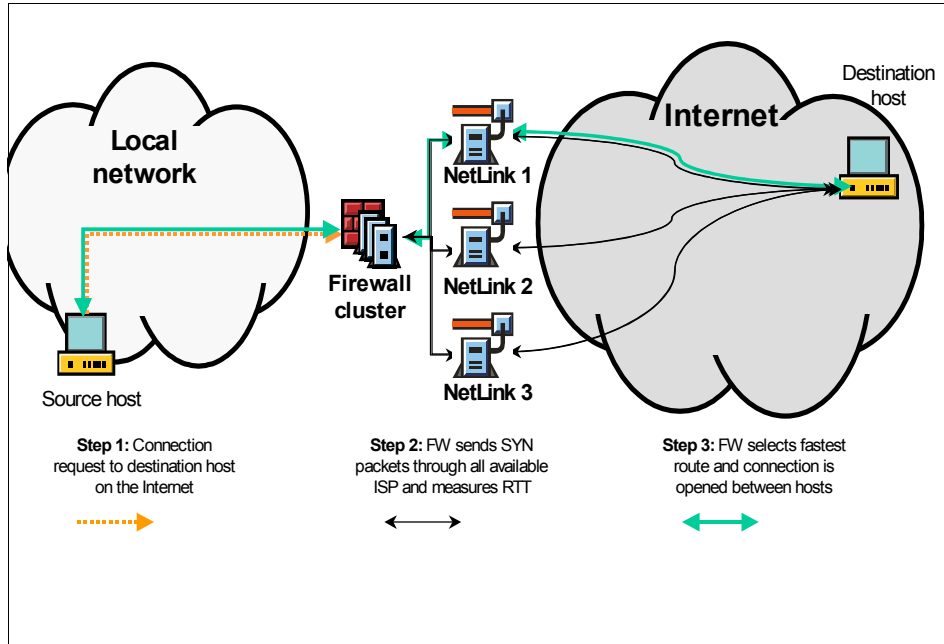 Local
network
Internet
Destination
host
NetLink 1
NetLink 2
NetLink 3
Firewall
cluster
Source host
Step 1: Connection
request to destination host
on the Internet
Step 2: FW sends SYN
packets through all available
ISP and measures RTT
Step 3: FW selects fastest
route and connection is
opened between hosts